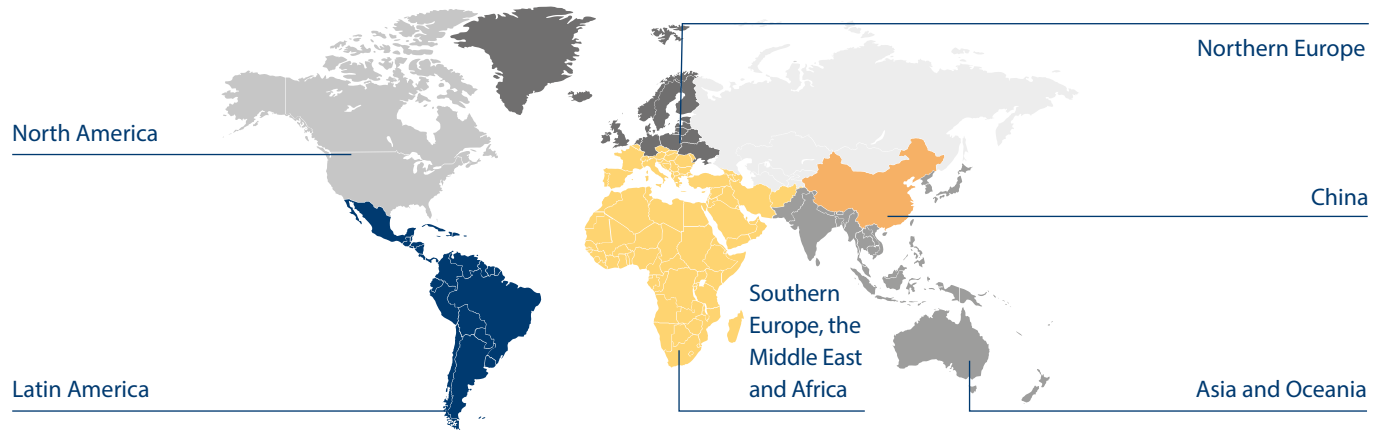 Northern Europe
North America
China
Southern
Europe, the
Middle East
and Africa
Latin America
Asia and Oceania